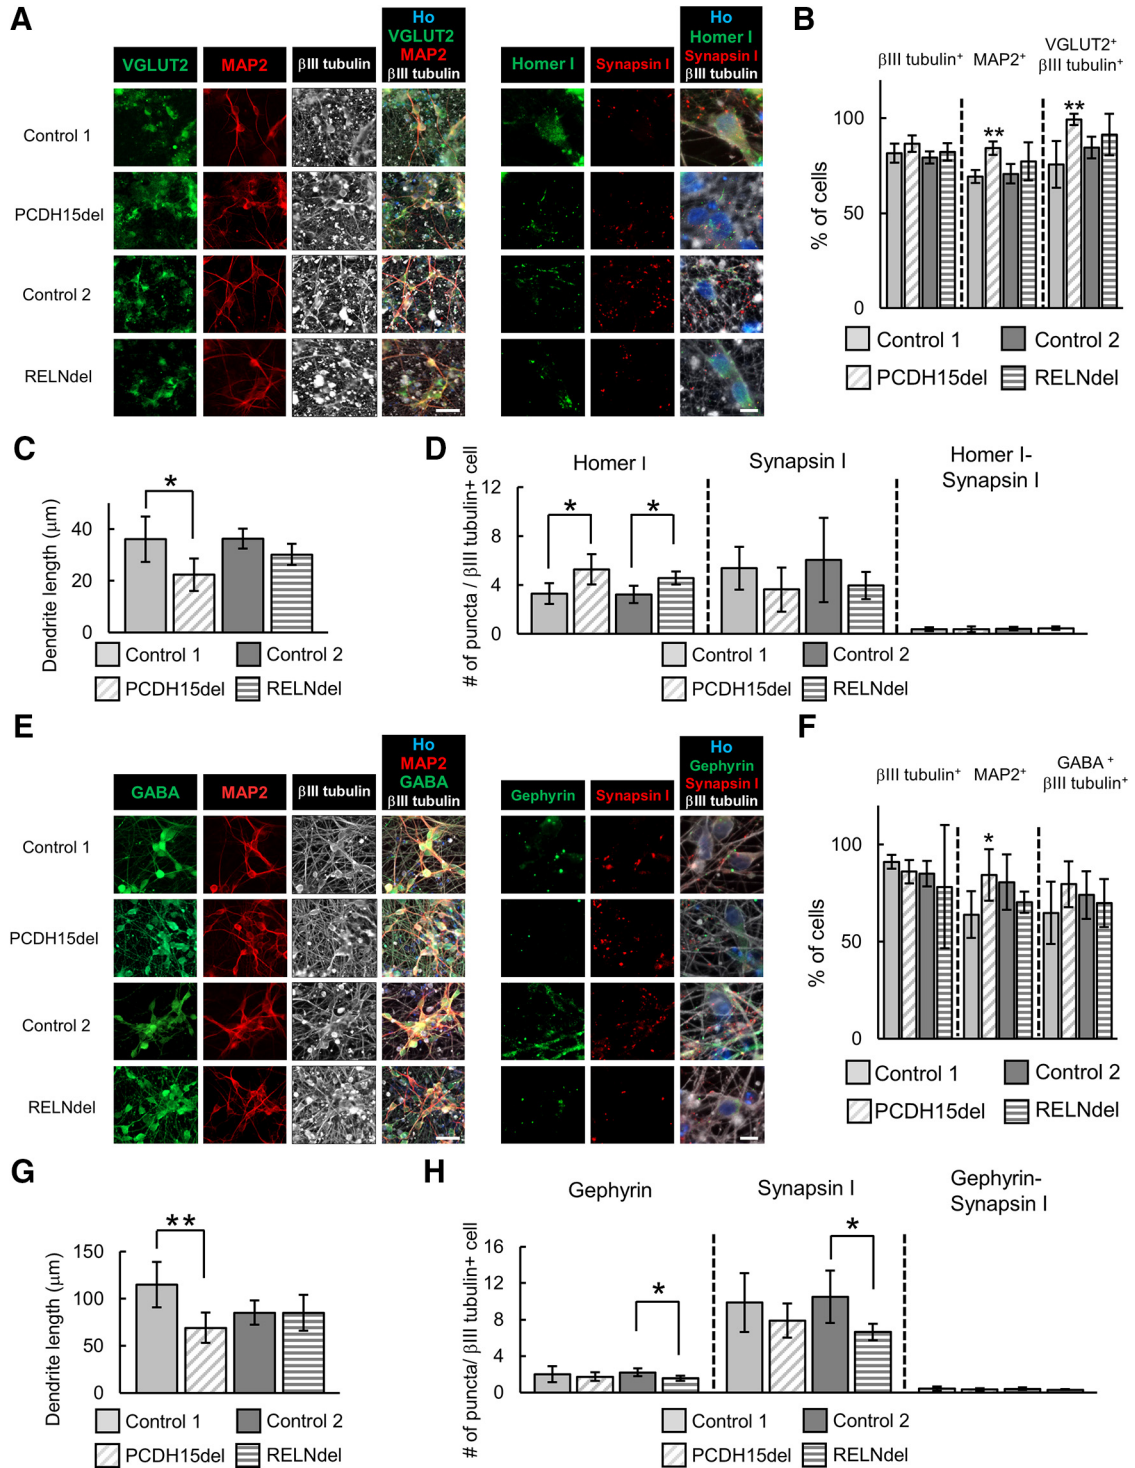 A
VGLUT2
MAP2
βIII tubulin
Ho
VGLUT2
MAP2
βIII tubulin
Homer I
Synapsin I
Ho
Homer I
Synapsin I
βIII tubulin
Control 1
PCDH15del
Control 2
RELNdel
B
βIII tubulin⁺
MAP2⁺
VGLUT2⁺
βIII tubulin⁺
% of cells
100
50
0
**
**
Control 1
Control 2
PCDH15del
RELNdel
C
Dendrite length (μm)
40
20
0
*
Control 1
Control 2
PCDH15del
RELNdel
D
# of puncta / βIII tubulin+ cell
Homer I
Synapsin I
Homer I-
Synapsin I
12
8
4
0
*
*
Control 1
Control 2
PCDH15del
RELNdel
E
GABA
MAP2
βIII tubulin
Ho
MAP2
GABA
βIII tubulin
Gephyrin
Synapsin I
Ho
Gephyrin
Synapsin I
βIII tubulin
Control 1
PCDH15del
Control 2
RELNdel
F
βIII tubulin⁺
MAP2⁺
GABA ⁺
βIII tubulin⁺
% of cells
100
50
0
*
Control 1
Control 2
PCDH15del
RELNdel
G
Dendrite length (μm)
150
100
50
0
**
Control 1
Control 2
PCDH15del
RELNdel
H
# of puncta/ βIII tubulin+ cell
Gephyrin
Synapsin I
Gephyrin-
Synapsin I
16
12
8
4
0
*
*
Control 1
Control 2
PCDH15del
RELNdel